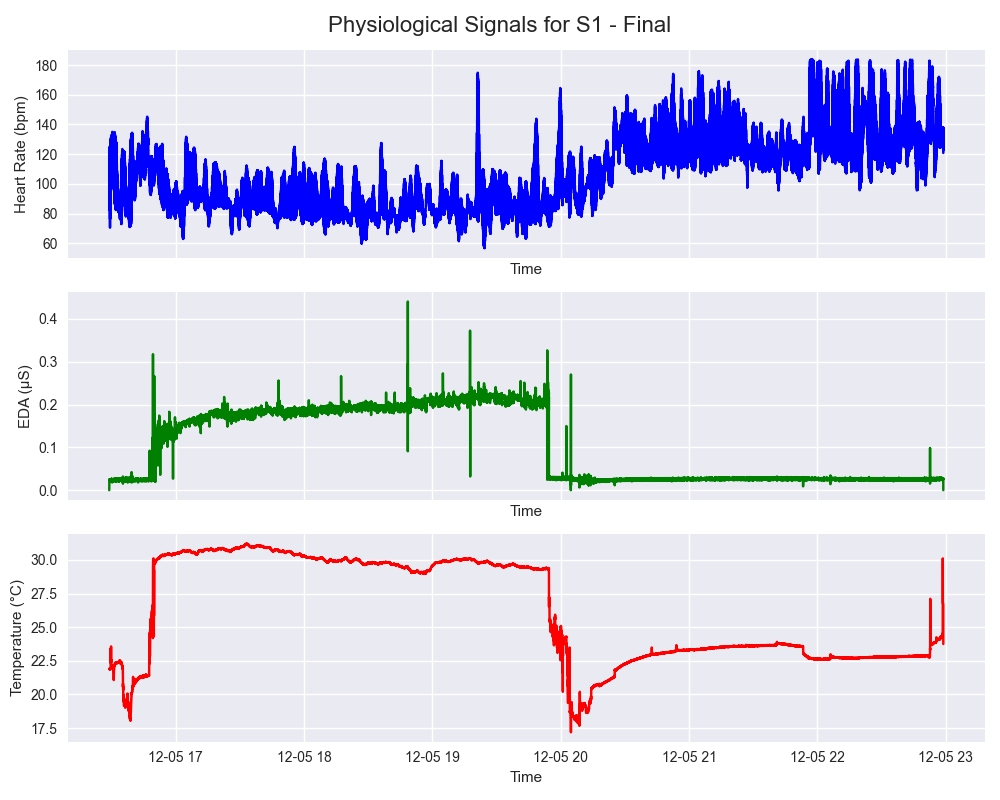 Physiological Signals for S1 - Final
180
160
140
120
100
80
60
Heart Rate (bpm)
Time
0.4
0.3
0.2
0.1
0.0
EDA (μS)
Time
30.0
27.5
25.0
22.5
20.0
17.5
Temperature (°C)
12-05 17 12-05 18 12-05 19 12-05 20 12-05 21 12-05 22 12-05 23
Time